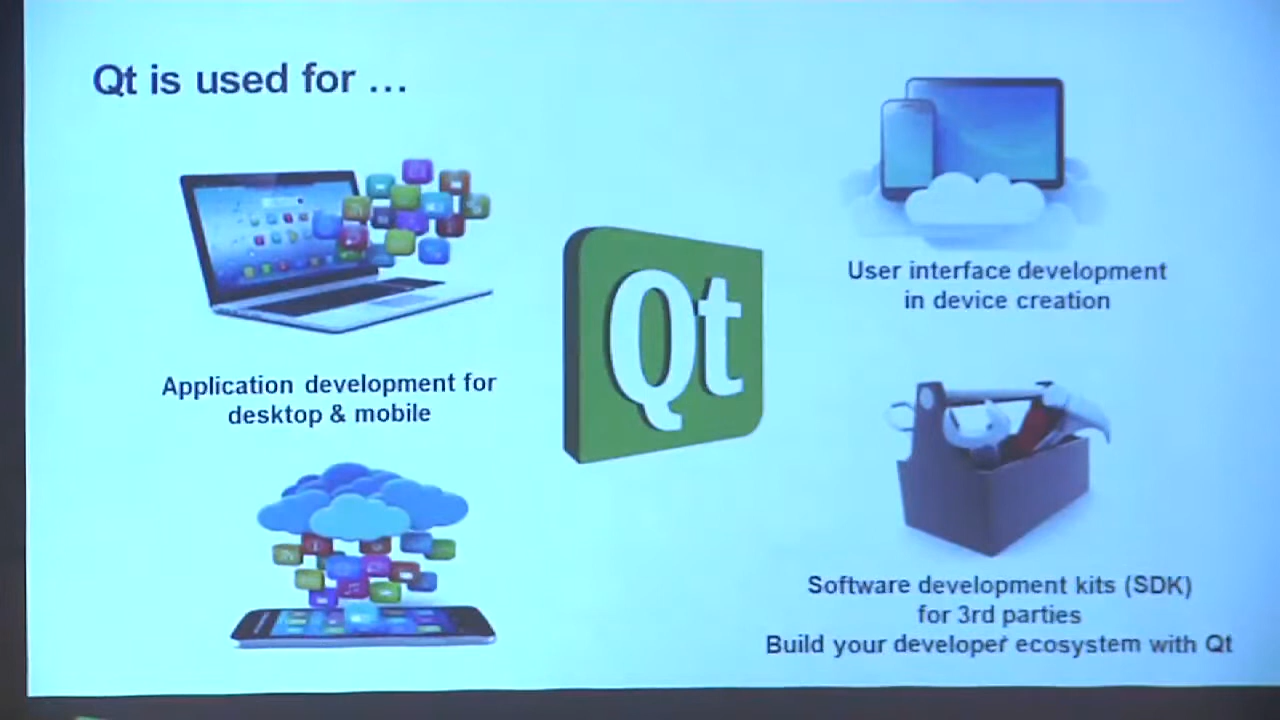 Qt is used for ...
Application development for
desktop & mobile
Qt
User interface development
in device creation
Software development kits (SDK)
for 3rd parties
Build your developer ecosystem with Qt